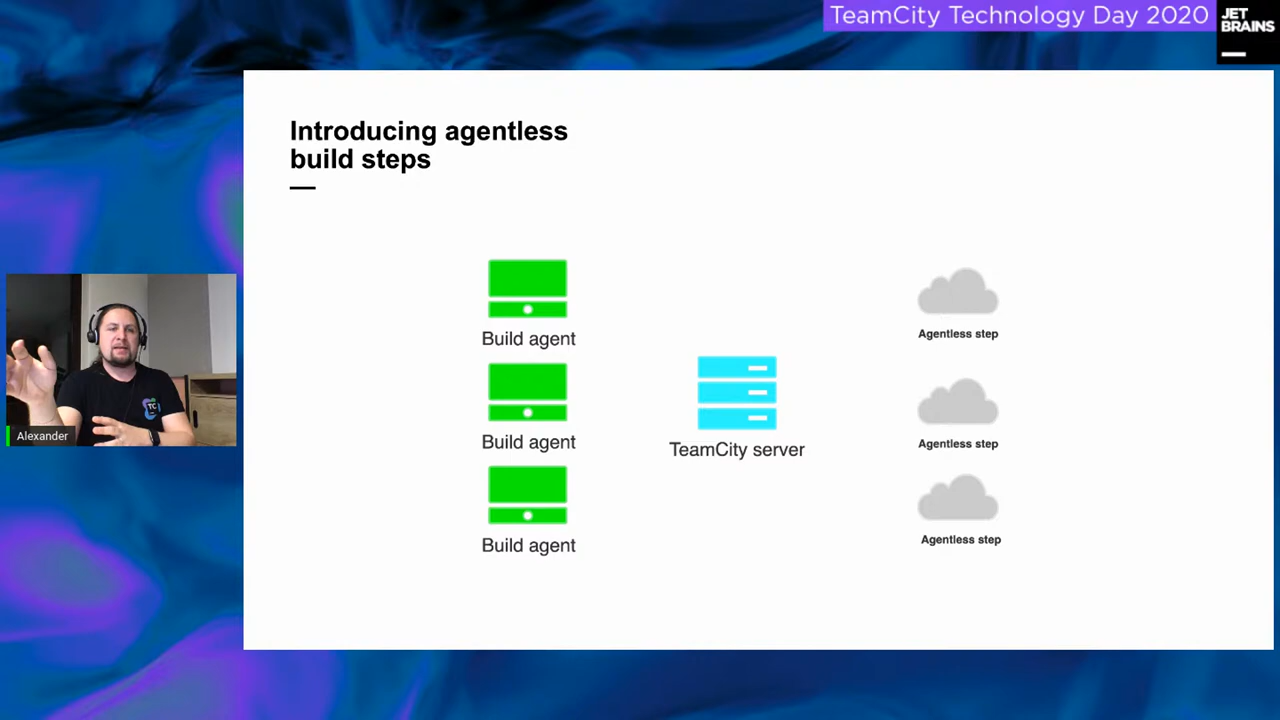 TeamCity Technology Day 2020
JET
BRAINS
Introducing agentless
build steps
Build agent
Agentless step
Build agent
TeamCity server
Agentless step
Build agent
Agentless step
TC
Alexander